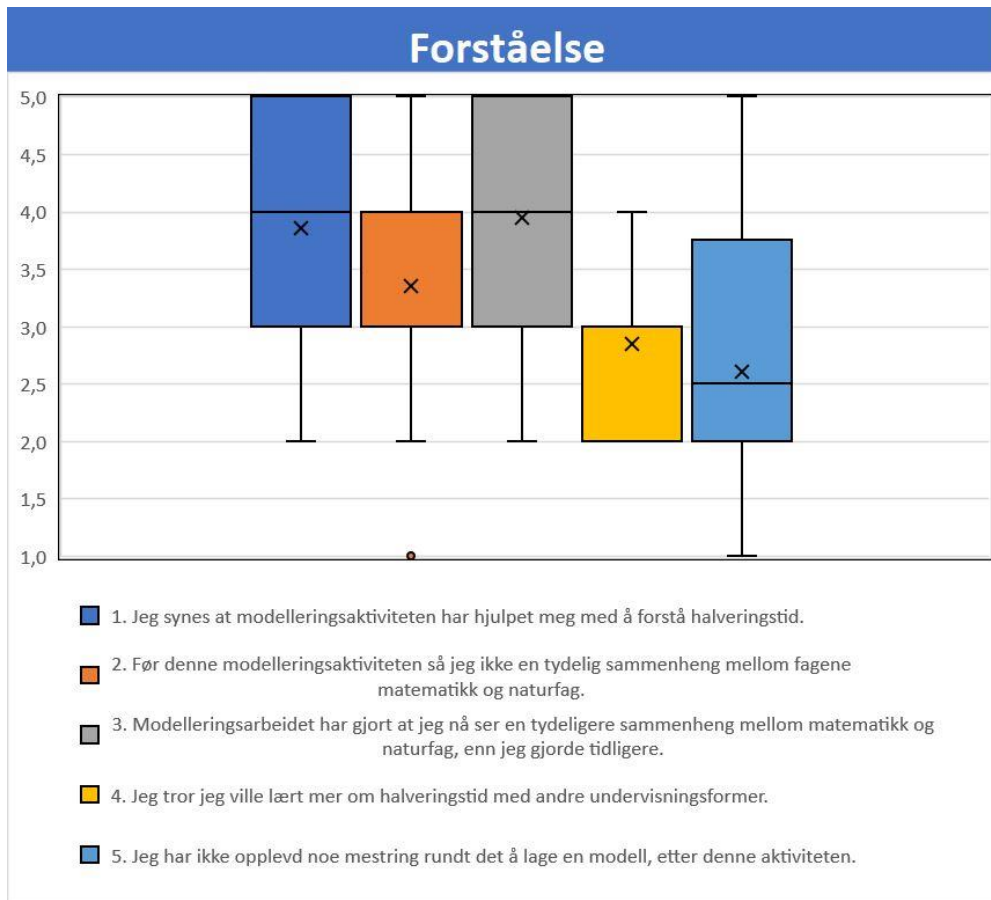 Forståelse
5,0
4,5
4,0
3,5
3,0
2,5
2,0
1,5
1,0
1. Jeg synes at modelleringsaktiviteten har hjulpet meg med å forstå halveringstid.
2. Før denne modelleringsaktiviteten så jeg ikke en tydelig sammenheng mellom fagene
matematikk og naturfag.
3. Modelleringsarbeidet har gjort at jeg nå ser en tydeligere sammenheng mellom matematikk og
naturfag, enn jeg gjorde tidligere.
4. Jeg tror jeg ville lært mer om halveringstid med andre undervisningsformer.
5. Jeg har ikke opplevd noe mestring rundt det å lage en modell, etter denne aktiviteten.